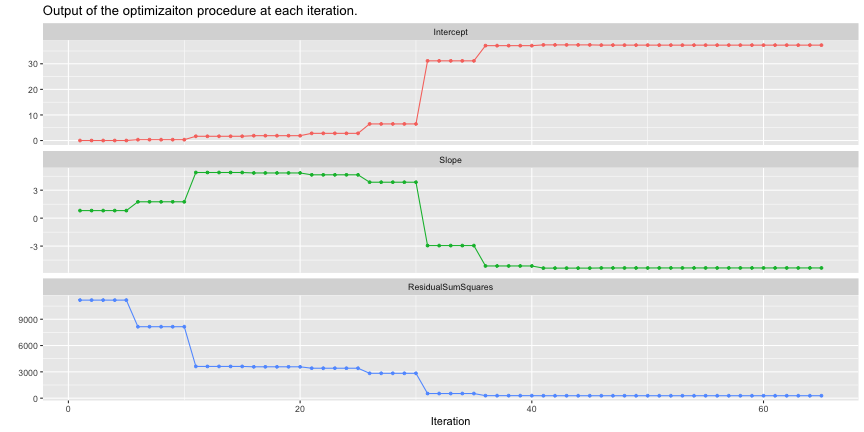 Output of the optimizaiton procedure at each iteration.
Intercept
30
20
10
0
Slope
3
0
-3
ResidualSumSquares
9000
6000
3000
0
0 20 40 60
Iteration